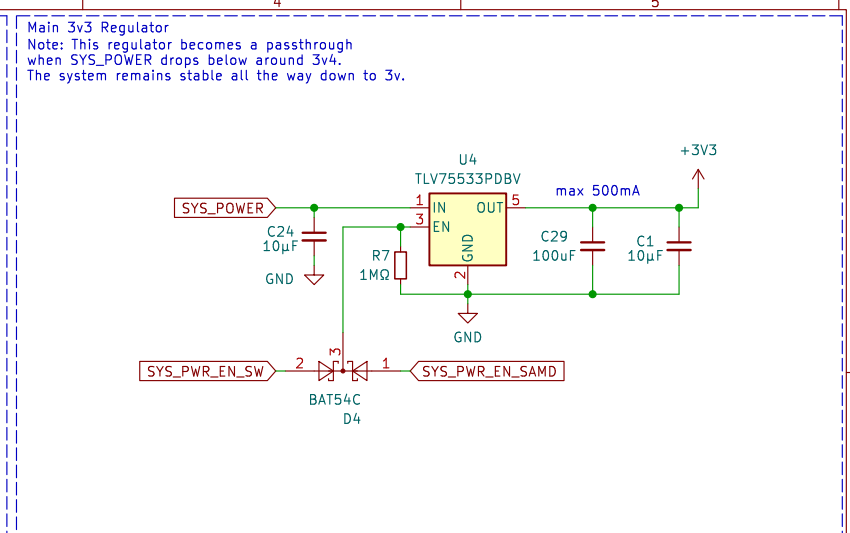 4
5
Main 3v3 Regulator
Note: This regulator becomes a passthrough
when SYS_POWER drops below around 3v4.
The system remains stable all the way down to 3v.
+3V3
U4
TLV75533PDBV
max 500mA
SYS_POWER
1
IN
OUT
5
3
EN
C24
10µF
GND
R7
1MΩ
GND
2
C29
100uF
C1
10µF
GND
3
SYS_PWR_EN_SW
2
1
SYS_PWR_EN_SAMD
BAT54C
D4